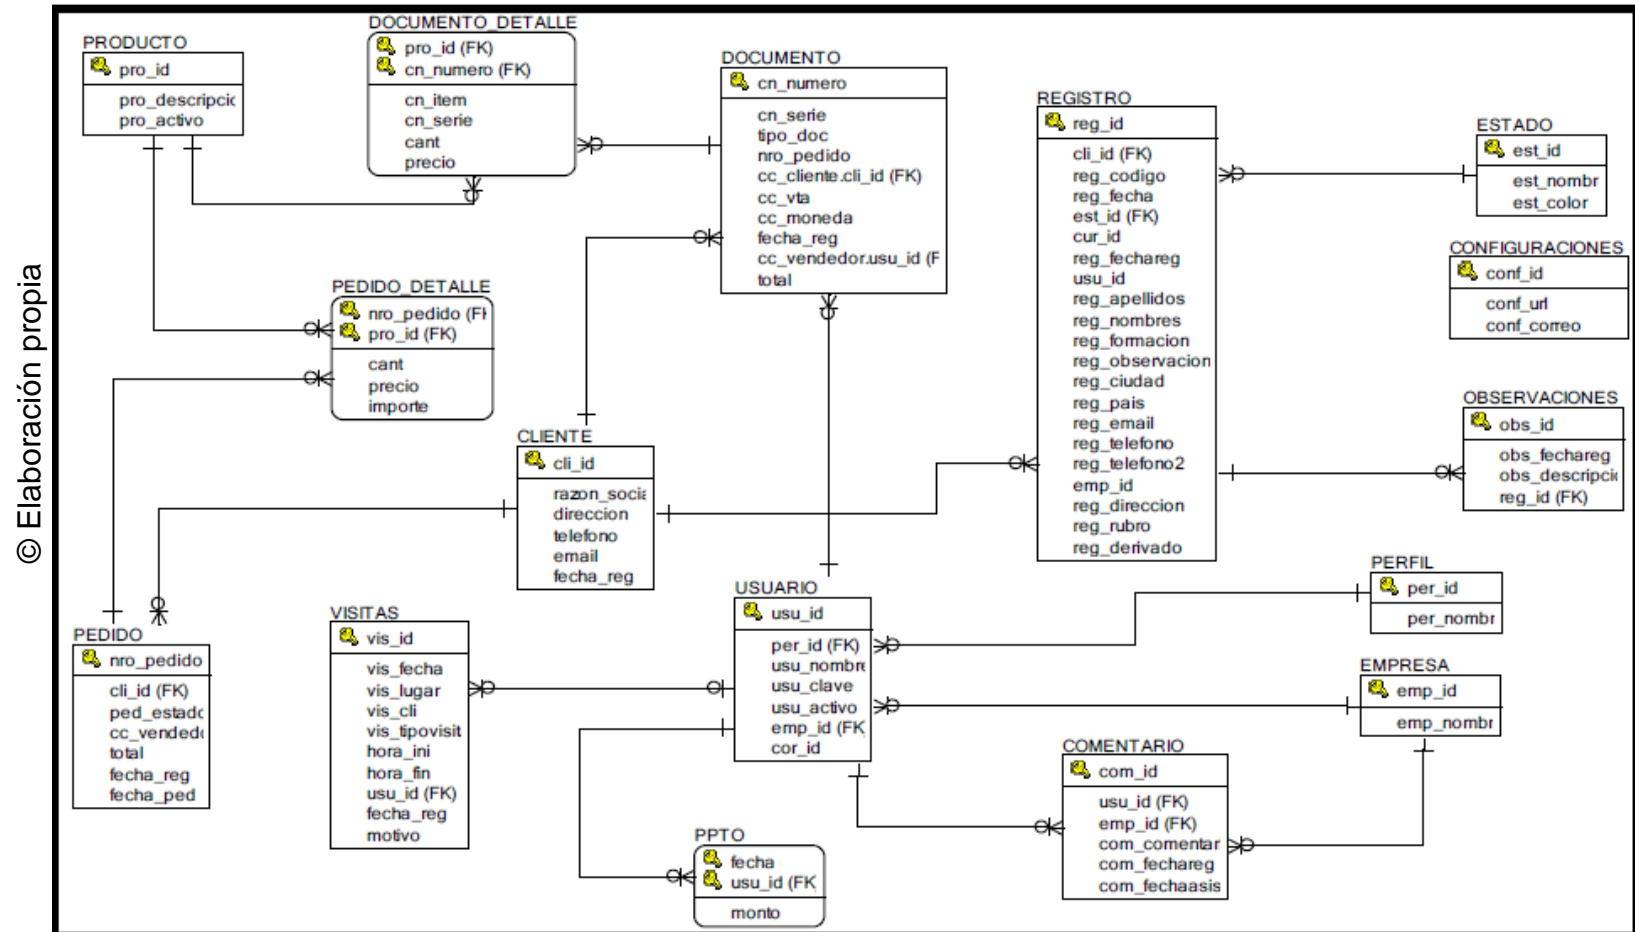 © Elaboración propia
PRODUCTO
pro_id
pro_descripcic
pro_activo
DOCUMENTO_DETALLE
pro_id (FK)
cn_numero (FK)
cn_item
cn_serie
cant
precio
DOCUMENTO
cn_numero
cn_serie
tipo_doc
nro_pedido
cc_cliente.cli_id (FK)
cc_vta
cc_moneda
fecha_reg
cc_vendedor.usu_id (F
total
REGISTRO
reg_id
cli_id (FK)
reg_codigo
reg_fecha
est_id (FK)
cur_id
reg_fechareg
usu_id
reg_apellidos
reg_nombres
reg_formacion
reg_observacion
reg_ciudad
reg_pais
reg_email
reg_telefono
reg_telefono2
emp_id
reg_direccion
reg_rubro
reg_derivado
ESTADO
est_id
est_nombr
est_color
CONFIGURACIONES
conf_id
conf_url
conf_correo
PEDIDO_DETALLE
nro_pedido (FK
pro_id (FK)
cant
precio
importe
OBSERVACIONES
obs_id
obs_fechareg
obs_descripcic
reg_id (FK)
CLIENTE
cli_id
razon_socia
direccion
telefono
email
fecha_reg
PEDIDO
nro_pedido
cli_id (FK)
ped_estadc
cc_vendedo
total
fecha_reg
fecha_ped
VISITAS
vis_id
vis_fecha
vis_lugar
vis_cli
vis_tipovisit
hora_ini
hora_fin
usu_id (FK)
fecha_reg
motivo
USUARIO
usu_id
per_id (FK)
usu_nombre
usu_clave
usu_activo
emp_id (FK
cor_id
PERFIL
per_id
per_nombr
EMPRESA
emp_id
emp_nombr
COMENTARIO
com_id
usu_id (FK)
emp_id (FK)
com_comentar
com_fechareg
com_fechaasis
PPTO
fecha
usu_id (FK
monto